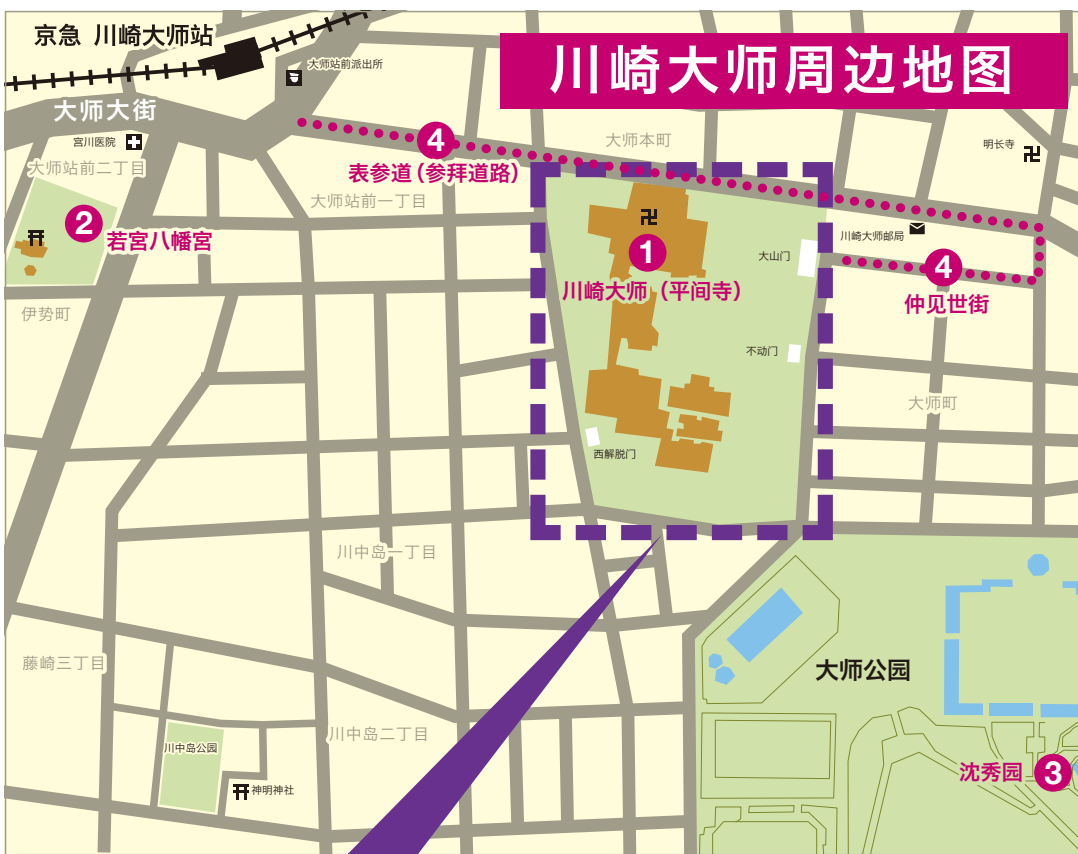 京急 川崎大师站
川崎大师周边地图
大师站前派出所
大师大街
宫川医院
大师站前二丁目
4
表参道（参拜道路）
大师本町
明长寺
大师站前一丁目
2
若宮八幡宮
1
川崎大师（平间寺）
大山门
川崎大师邮局
4
仲见世街
伊势町
不动门
大师町
西解脱门
川中岛一丁目
藤崎三丁目
大师公园
川中岛二丁目
川中岛公园
神明神社
沈秀园
3